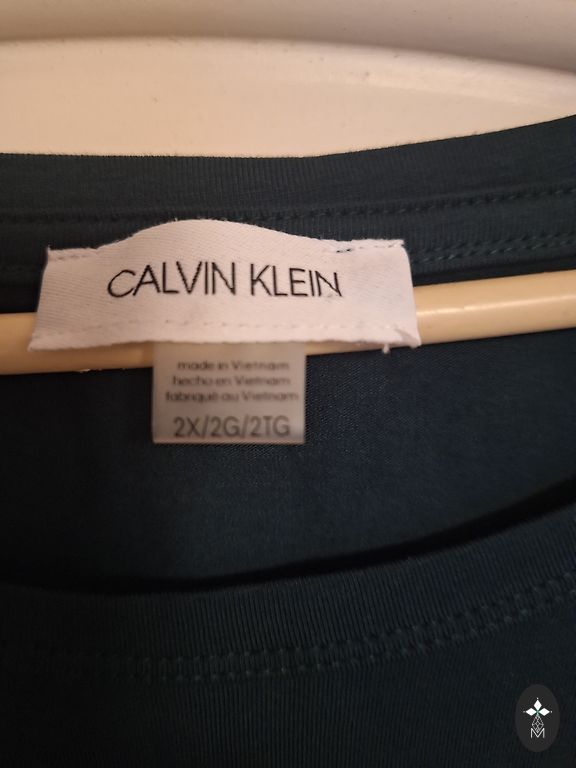 CALVIN KLEIN
made in Vietnam
hecho en Vietnam
fabriqué au Vietnam
2X/2G/2TG
M